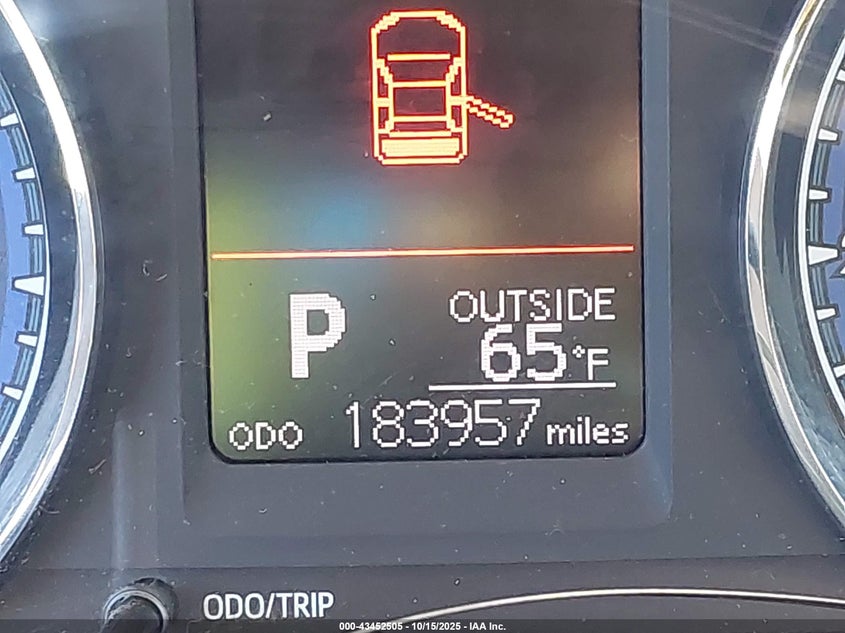 P
OUTSIDE
65°F
ODO 183957 miles
ODO/TRIP
000-43452505 - 10/15/2025 - IAA Inc.